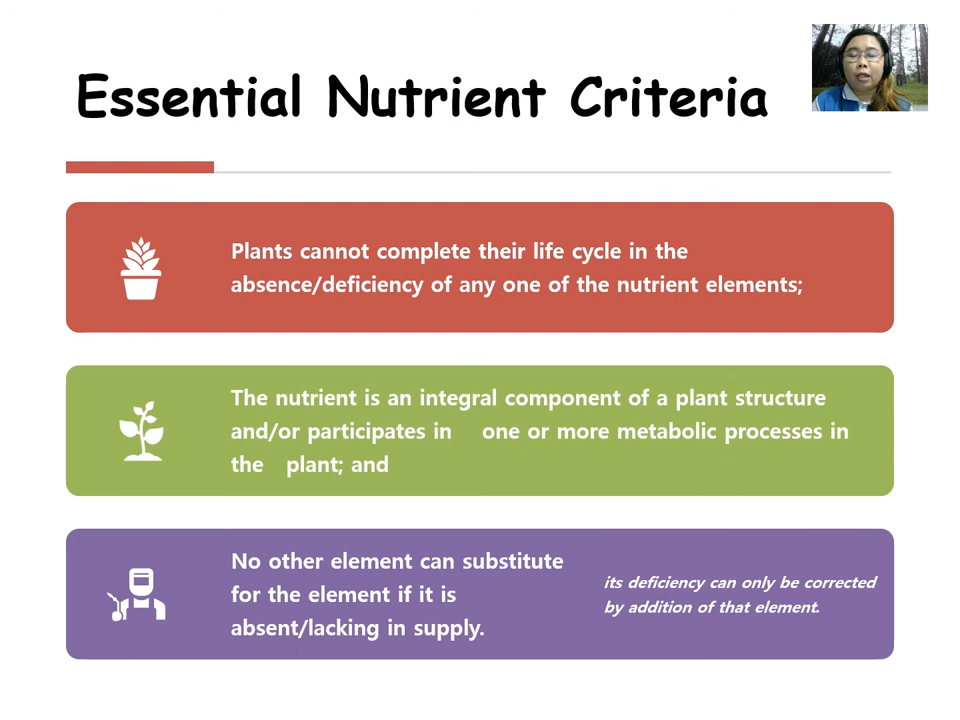 Essential Nutrient Criteria
Plants cannot complete their life cycle in the
absence/deficiency of any one of the nutrient elements;
The nutrient is an integral component of a plant structure
and/or participates in one or more metabolic processes in
the plant; and
No other element can substitute
for the element if it is
absent/lacking in supply.
its deficiency can only be corrected
by addition of that element.